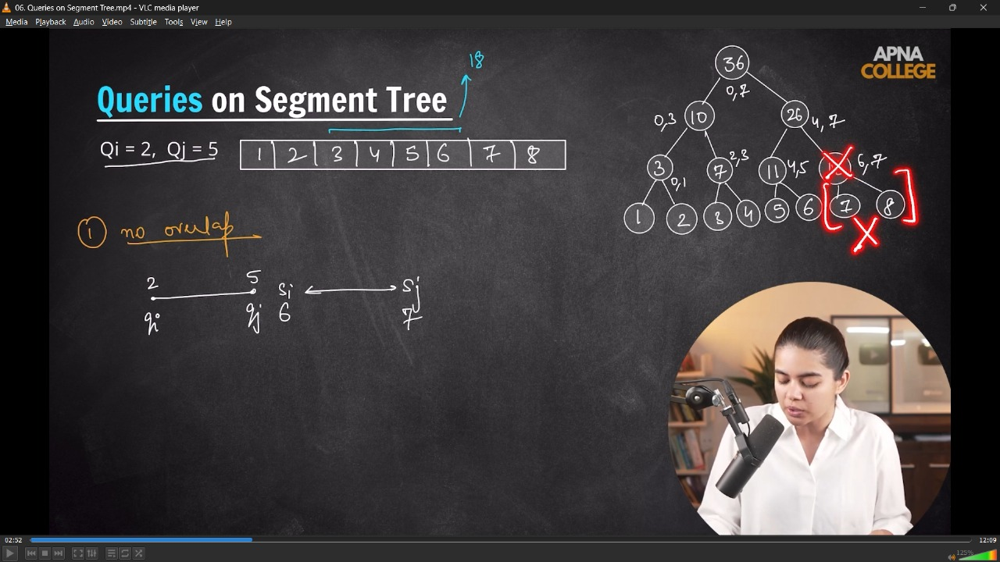 06. Queries on Segment Tree.mp4 - VLC media player
Media Playback Audio Video Subtitle Tools View Help
18
APNA
COLLEGE
Queries on Segment Tree
Qi = 2, Qj = 5
1 2 3 4 5 6 7 8
36
0,7
0,3 10
26 4,7
3 0,1
7 2,3
11 4,5
6,7
1 2 3 4 5 6 7 8
X
1 no overlap
2 5
si sj
qi qj 6 7
02:52
12:09
125%